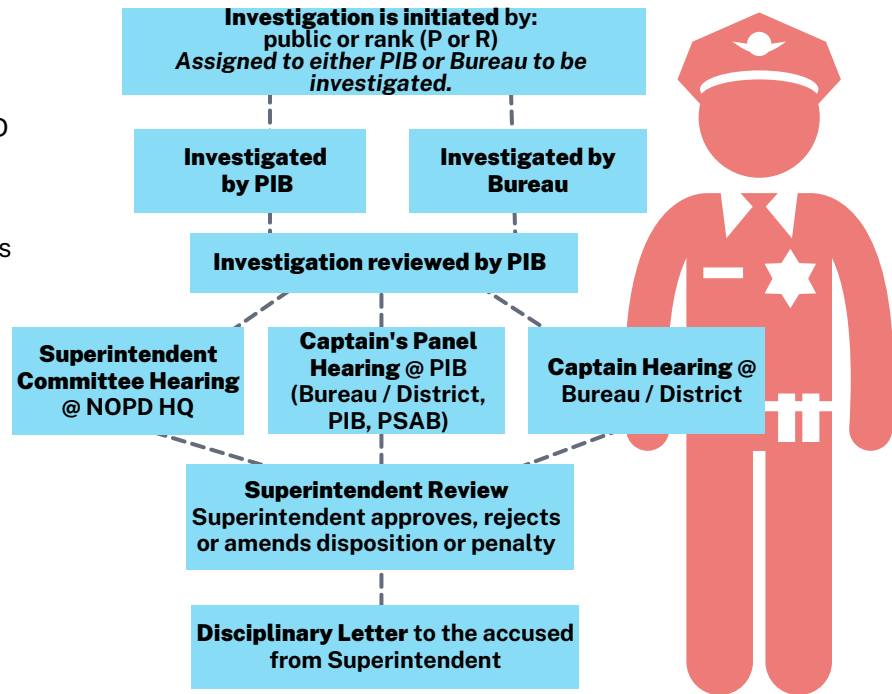 Investigation is initiated by:
public or rank (P or R)
Assigned to either PIB or Bureau to be
investigated.
Investigated
by PIB
Investigated by
Bureau
Investigation reviewed by PIB
Superintendent
Committee Hearing
@ NOPD HQ
Captain's Panel
Hearing @ PIB
(Bureau / District,
PIB, PSAB)
Captain Hearing @
Bureau / District
Superintendent Review
Superintendent approves, rejects
or amends disposition or penalty
Disciplinary Letter to the accused
from Superintendent